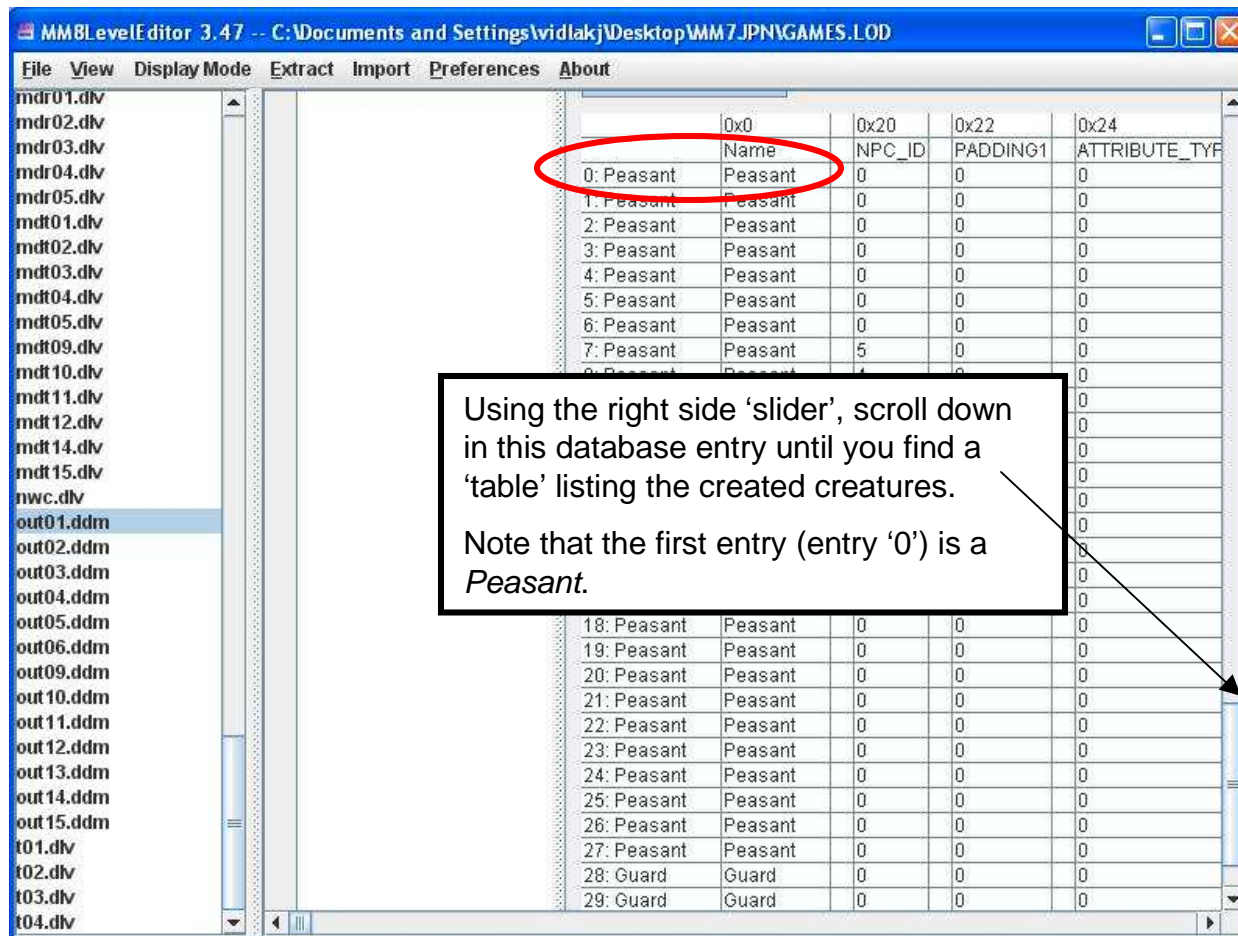 MM8LevelEditor 3.47 -- C:\Documents and Settings\vidlakj\Desktop\MM7JPN\GAMES.LOD
File View Display Mode Extract Import Preferences About
mdr01.dlv
mdr02.dlv
mdr03.dlv
mdr04.dlv
mdr05.dlv
mdt01.dlv
mdt02.dlv
mdt03.dlv
mdt04.dlv
mdt05.dlv
mdt09.dlv
mdt10.dlv
mdt11.dlv
mdt12.dlv
mdt14.dlv
mdt15.dlv
nwc.dlv
out01.ddm
out02.ddm
out03.ddm
out04.ddm
out05.ddm
out06.ddm
out09.ddm
out10.ddm
out11.ddm
out12.ddm
out13.ddm
out14.ddm
out15.ddm
t01.dlv
t02.dlv
t03.dlv
t04.dlv
0x0 0x20 0x22 0x24
Name NPC_ID PADDING1 ATTRIBUTE_TYP
0: Peasant Peasant 0 0 0
1: Peasant Peasant 0 0 0
2: Peasant Peasant 0 0 0
3: Peasant Peasant 0 0 0
4: Peasant Peasant 0 0 0
5: Peasant Peasant 0 0 0
6: Peasant Peasant 0 0 0
7: Peasant Peasant 5 0 0
0
0
0
0
0
0
0
0
0
0
18: Peasant Peasant 0 0 0
19: Peasant Peasant 0 0 0
20: Peasant Peasant 0 0 0
21: Peasant Peasant 0 0 0
22: Peasant Peasant 0 0 0
23: Peasant Peasant 0 0 0
24: Peasant Peasant 0 0 0
25: Peasant Peasant 0 0 0
26: Peasant Peasant 0 0 0
27: Peasant Peasant 0 0 0
28: Guard Guard 0 0 0
29: Guard Guard 0 0 0
Using the right side ‘slider’, scroll down
in this database entry until you find a
‘table’ listing the created creatures.
Note that the first entry (entry ‘0’) is a
Peasant.